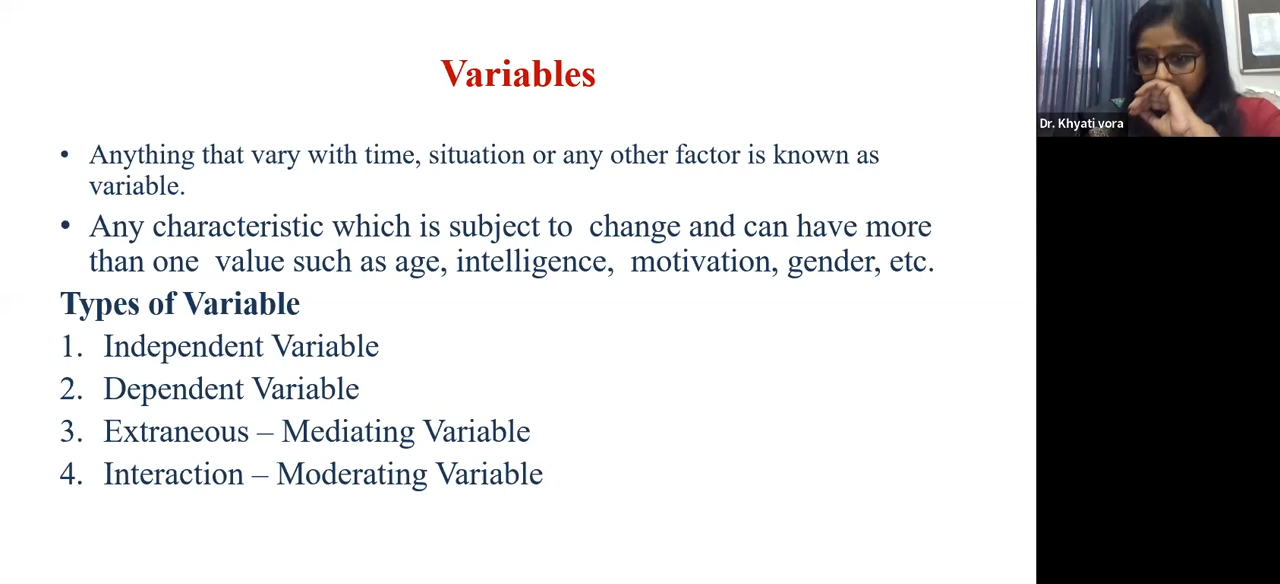 Variables
• Anything that vary with time, situation or any other factor is known as
variable.
• Any characteristic which is subject to  change and can have more
than one  value such as age, intelligence,  motivation, gender, etc.
Types of Variable
1. Independent Variable
2. Dependent Variable
3. Extraneous – Mediating Variable
4. Interaction – Moderating Variable
Dr. Khyati vora